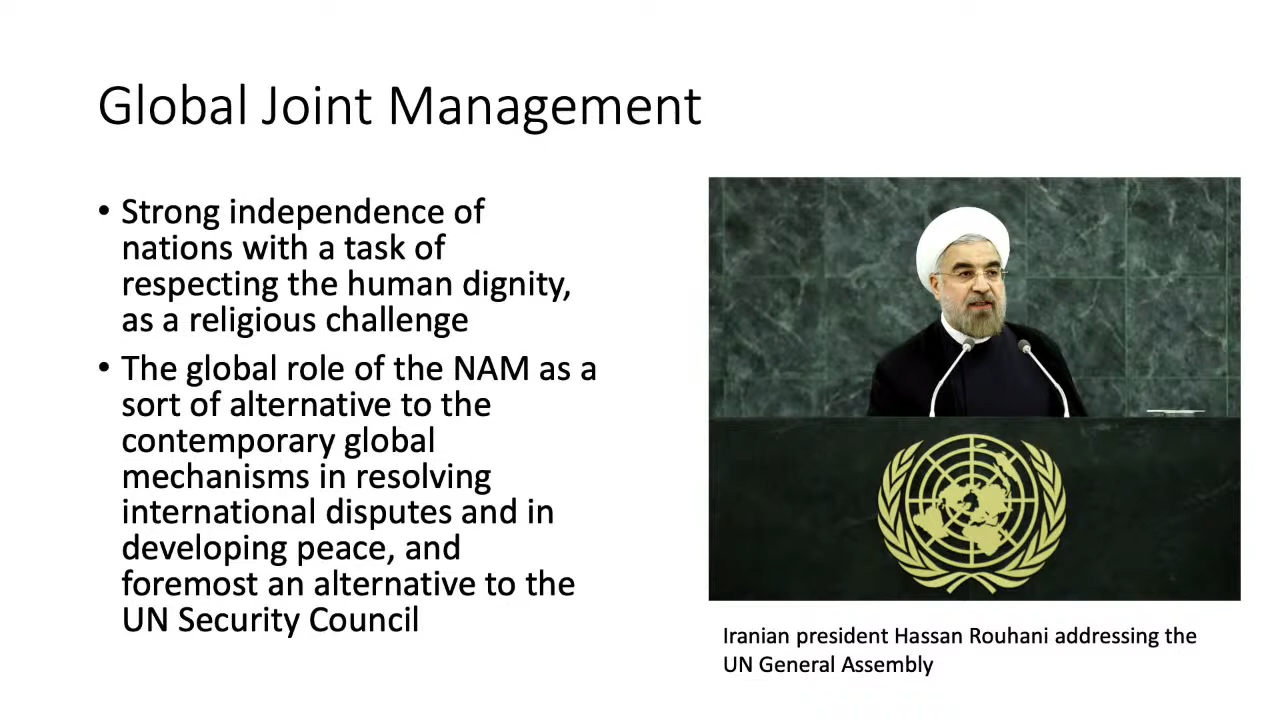 Global Joint Management
• Strong independence of
nations with a task of
respecting the human dignity,
as a religious challenge
• The global role of the NAM as a
sort of alternative to the
contemporary global
mechanisms in resolving
international disputes and in
developing peace, and
foremost an alternative to the
UN Security Council
Iranian president Hassan Rouhani addressing the
UN General Assembly